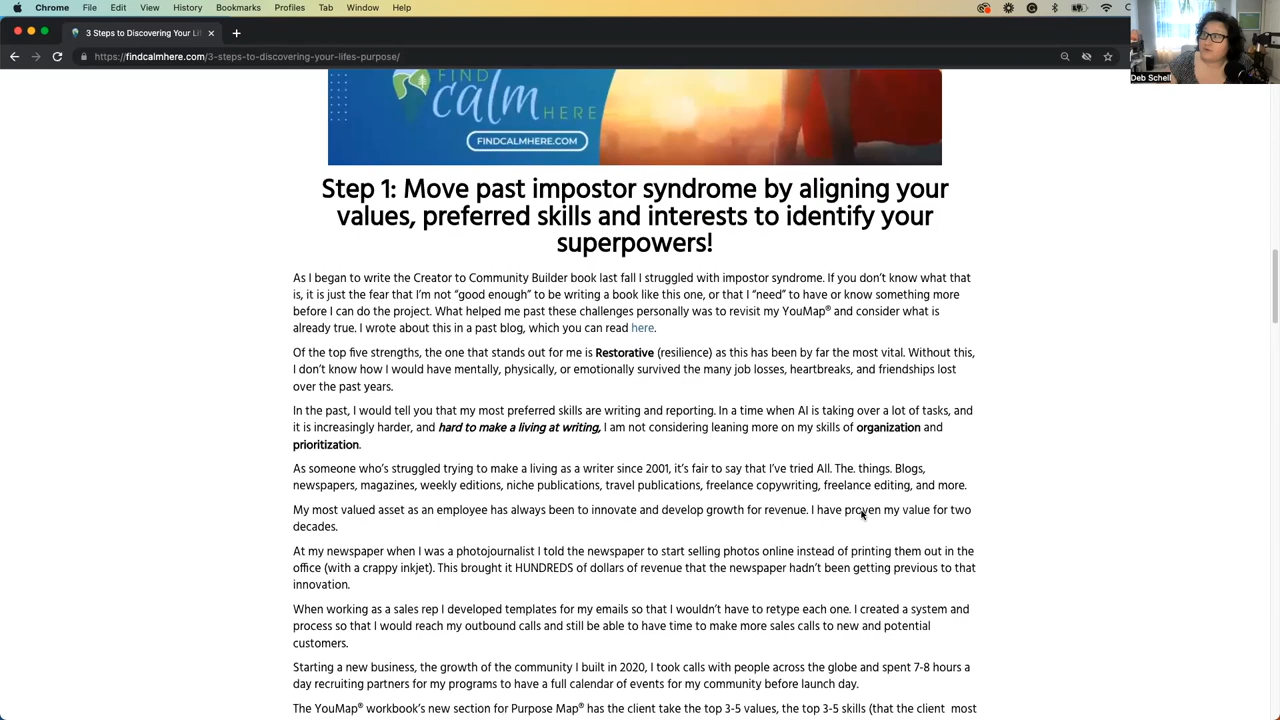 Chrome File Edit View History Bookmarks Profiles Tab Window Help
3 Steps to Discovering Your Li
https://findcalmhere.com/3-steps-to-discovering-your-lifes-purpose/
Deb Schell
FIND
calm
HERE
FINDCALMHERE.COM
Step 1: Move past impostor syndrome by aligning your
values, preferred skills and interests to identify your
superpowers!
As I began to write the Creator to Community Builder book last fall I struggled with impostor syndrome. If you don’t know what that
is, it is just the fear that I’m not “good enough” to be writing a book like this one, or that I “need” to have or know something more
before I can do the project. What helped me past these challenges personally was to revisit my YouMap® and consider what is
already true. I wrote about this in a past blog, which you can read here.
Of the top five strengths, the one that stands out for me is Restorative (resilience) as this has been by far the most vital. Without this,
I don’t know how I would have mentally, physically, or emotionally survived the many job losses, heartbreaks, and friendships lost
over the past years.
In the past, I would tell you that my most preferred skills are writing and reporting. In a time when AI is taking over a lot of tasks, and
it is increasingly harder, and hard to make a living at writing, I am not considering leaning more on my skills of organization and
prioritization.
As someone who’s struggled trying to make a living as a writer since 2001, it’s fair to say that I’ve tried All. The. things. Blogs,
newspapers, magazines, weekly editions, niche publications, travel publications, freelance copywriting, freelance editing, and more.
My most valued asset as an employee has always been to innovate and develop growth for revenue. I have proven my value for two
decades.
At my newspaper when I was a photojournalist I told the newspaper to start selling photos online instead of printing them out in the
office (with a crappy inkjet). This brought it HUNDREDS of dollars of revenue that the newspaper hadn’t been getting previous to that
innovation.
When working as a sales rep I developed templates for my emails so that I wouldn’t have to retype each one. I created a system and
process so that I would reach my outbound calls and still be able to have time to make more sales calls to new and potential
customers.
Starting a new business, the growth of the community I built in 2020, I took calls with people across the globe and spent 7-8 hours a
day recruiting partners for my programs to have a full calendar of events for my community before launch day.
The YouMap® workbook’s new section for Purpose Map® has the client take the top 3-5 values, the top 3-5 skills (that the client most